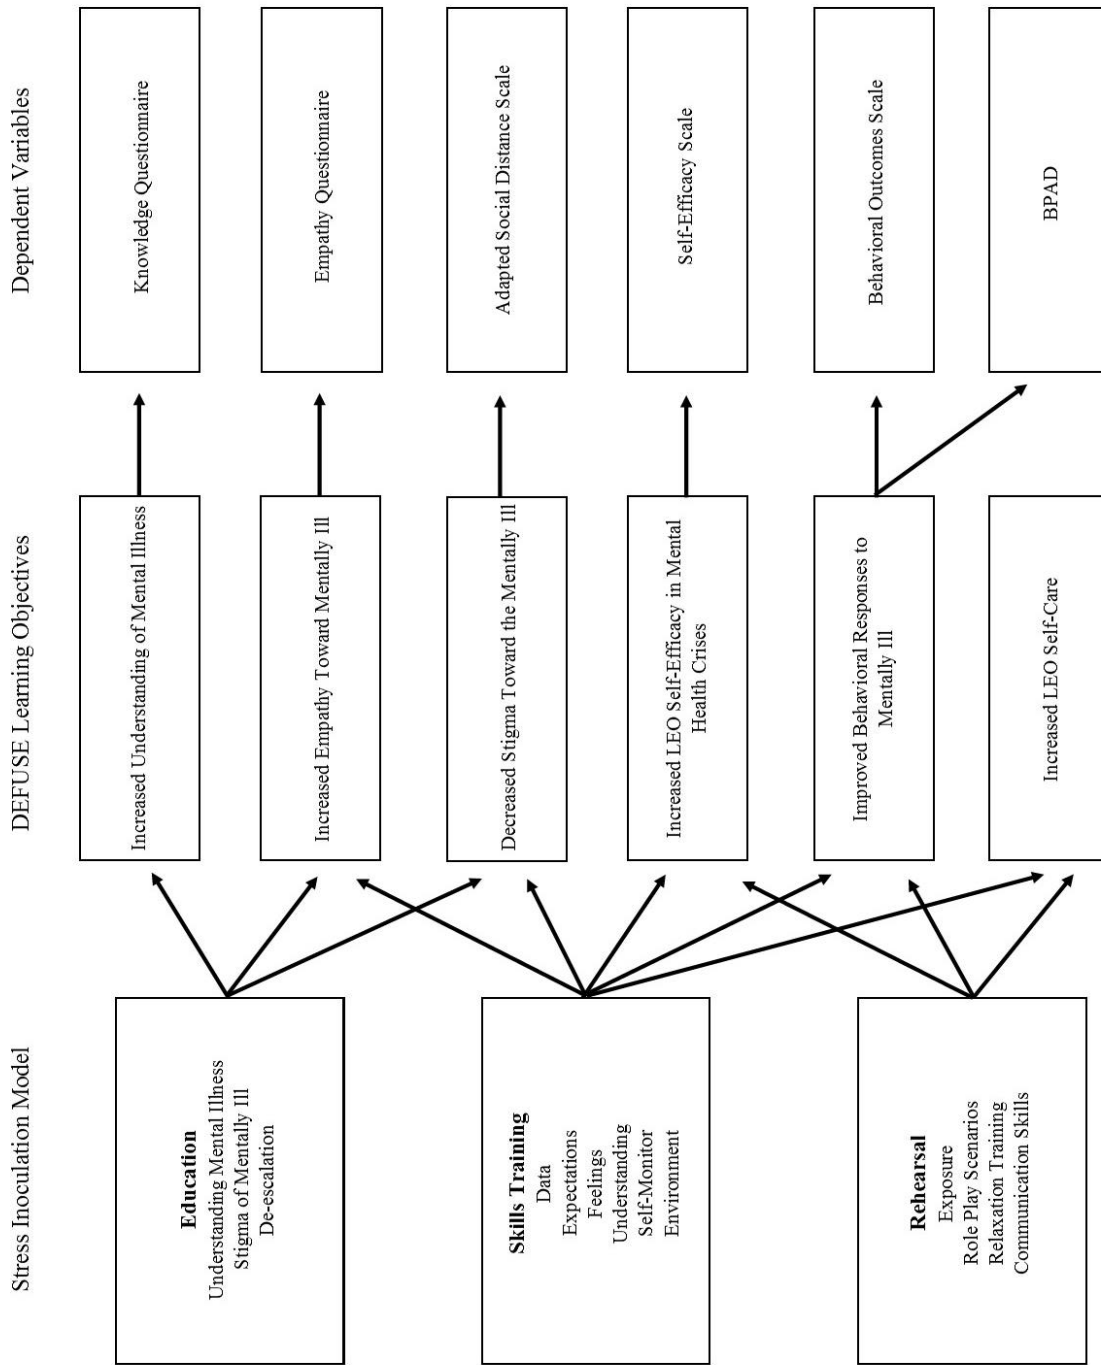 Stress Inoculation Model
DEFUSE Learning Objectives
Dependent Variables
Education
Understanding Mental Illness
Stigma of Mentally Ill
De-escalation
Skills Training
Data
Expectations
Feelings
Understanding
Self-Monitor
Environment
Rehearsal
Exposure
Role Play Scenarios
Relaxation Training
Communication Skills
Increased Understanding of Mental Illness
Increased Empathy Toward Mentally Ill
Decreased Stigma Toward the Mentally Ill
Increased LEO Self-Efficacy in Mental
Health Crises
Improved Behavioral Responses to
Mentally Ill
Increased LEO Self-Care
Knowledge Questionnaire
Empathy Questionnaire
Adapted Social Distance Scale
Self-Efficacy Scale
Behavioral Outcomes Scale
BPAD